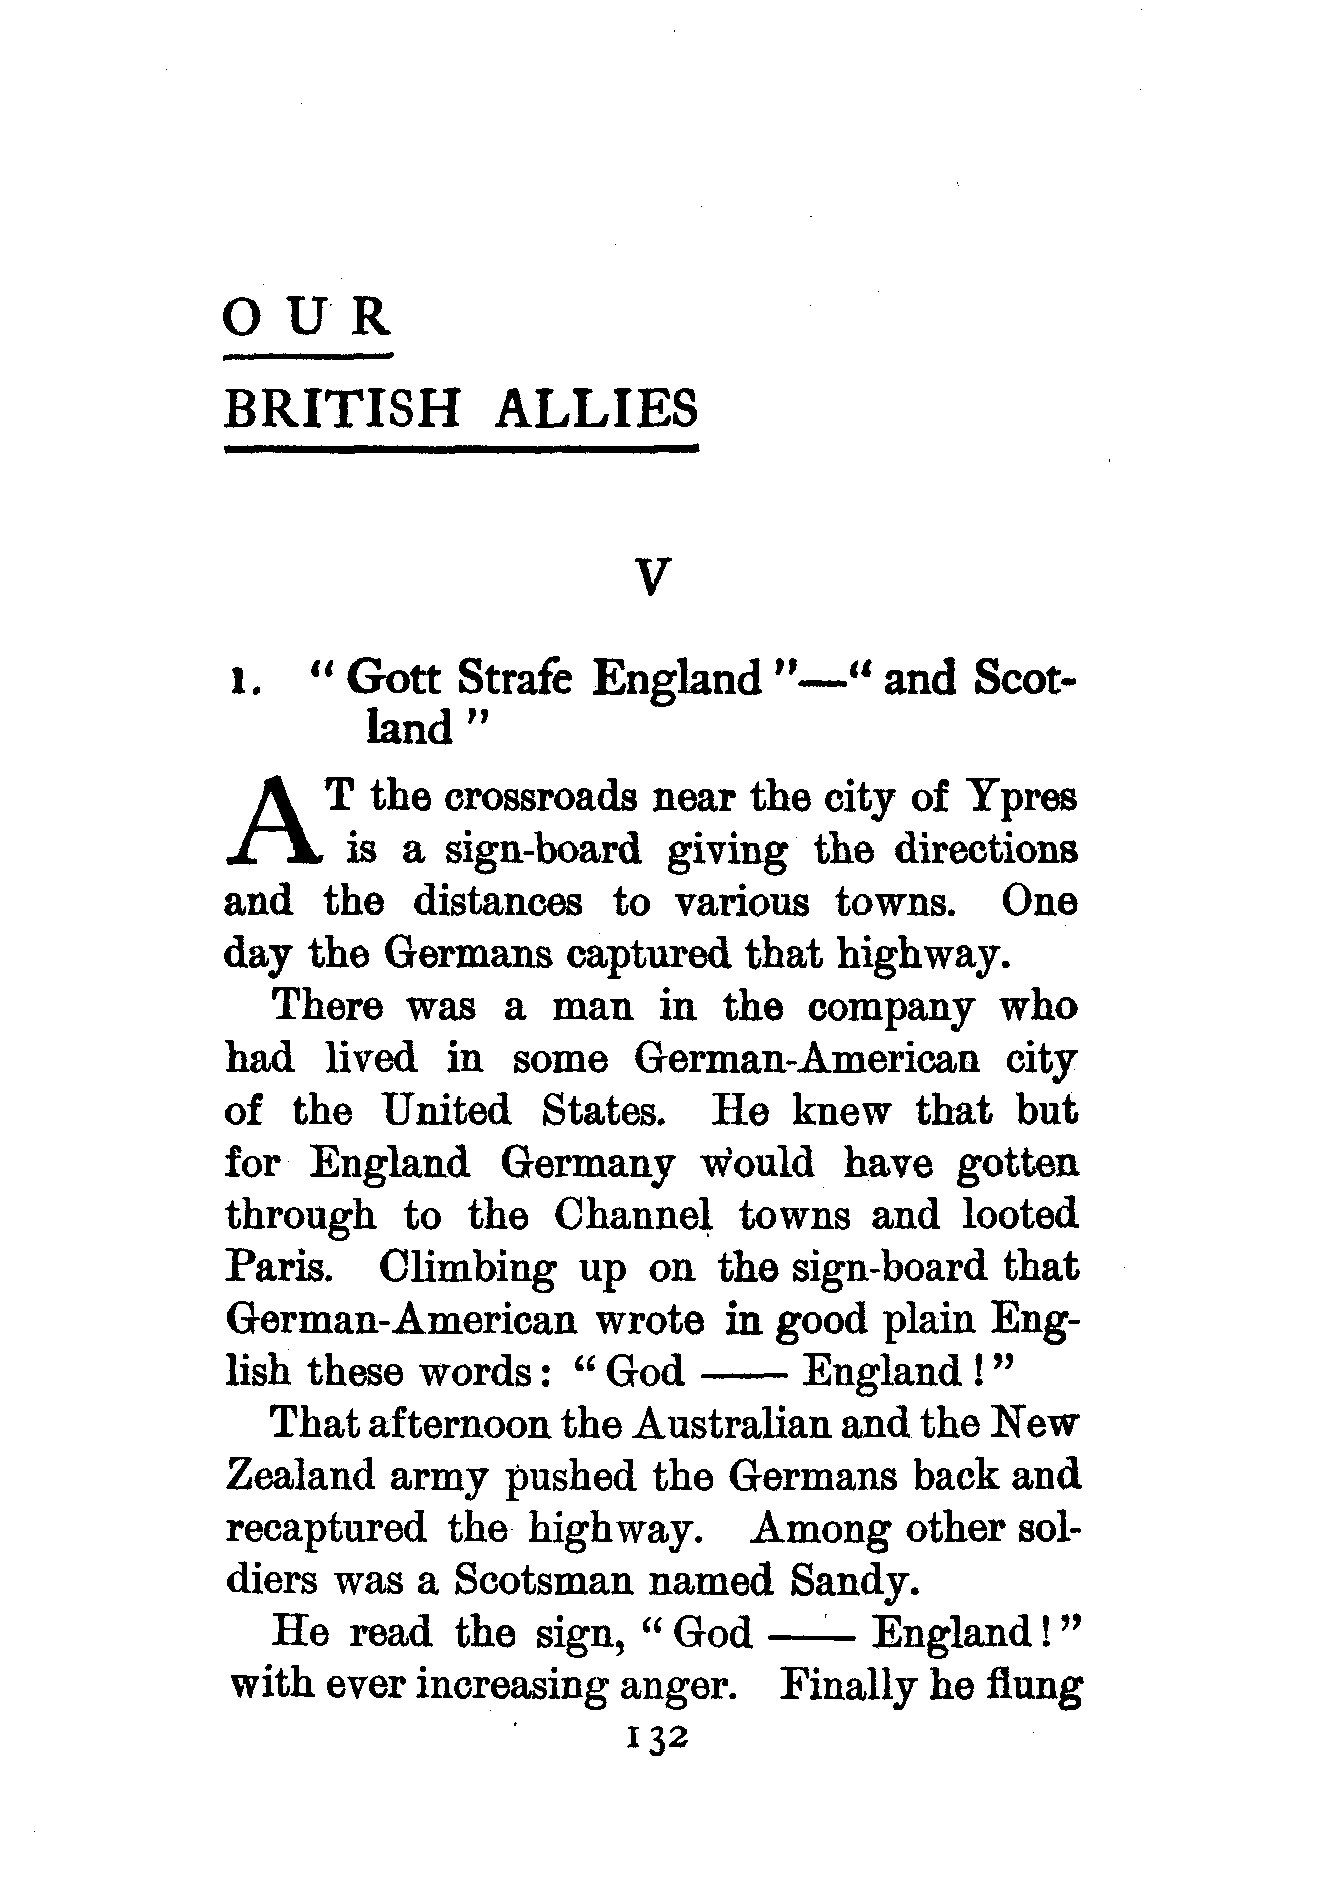 OUR
BRITISH ALLIES
V
1. “ Gott Strafe England ”—“ and Scot-
land ”
AT the crossroads near the city of Ypres
is a sign-board giving the directions
and the distances to various towns. One
day the Germans captured that highway.
There was a man in the company who
had lived in some German-American city
of the United States. He knew that but
for England Germany would have gotten
through to the Channel towns and looted
Paris. Climbing up on the sign-board that
German-American wrote in good plain Eng-
lish these words: “ God —— England ! ”
That afternoon the Australian and the New
Zealand army pushed the Germans back and
recaptured the highway. Among other sol-
diers was a Scotsman named Sandy.
He read the sign, “ God —— England ! ”
with ever increasing anger. Finally he flung
132